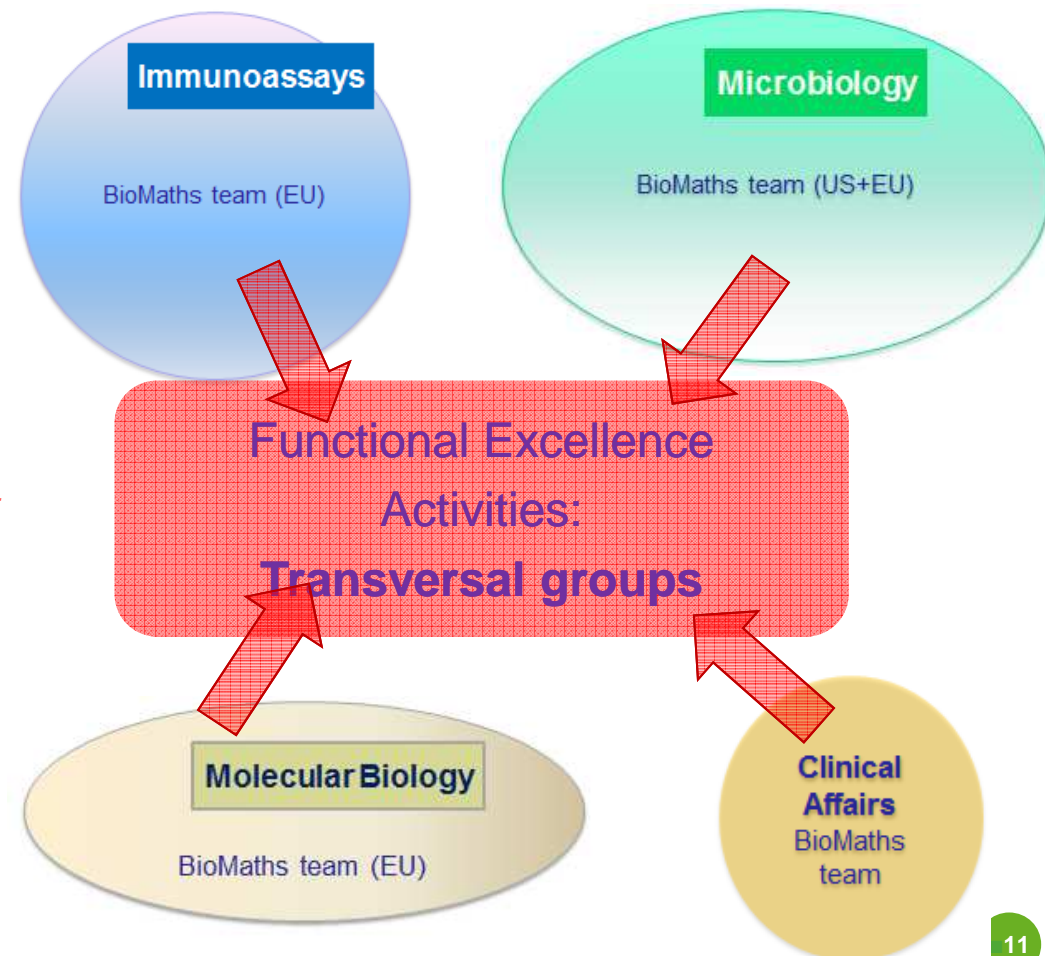 Immunoassays
BioMaths team (EU)
Microbiology
BioMaths team (US+EU)
Functional Excellence
Activities:
Transversal groups
Molecular Biology
BioMaths team (EU)
Clinical
Affairs
BioMaths
team
11